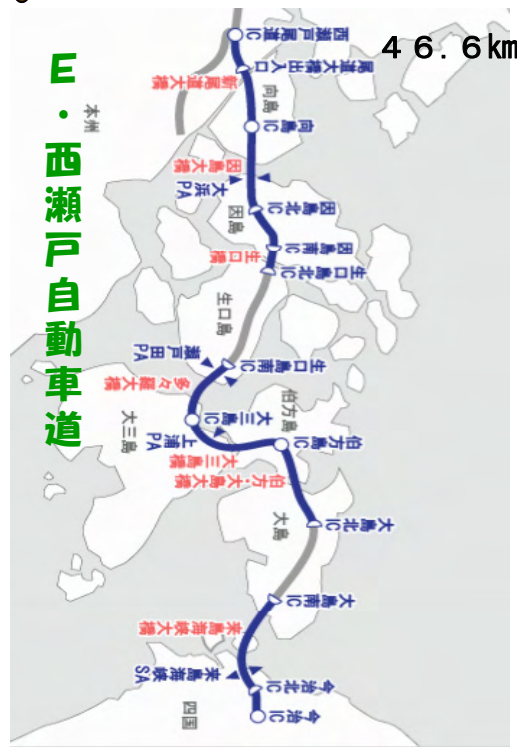 46.6km
E・西瀬戸自動車道
西瀬戸尾道IC
尾道大橋出入口
新尾道大橋
本州
向島
向島IC
因島大橋
大浜PA
因島北IC
因島
因島南IC
生口橋
生口島北IC
生口島
瀬戸田PA
生口島南IC
多々羅大橋
伯方島
大三島
大三島IC
上浦PA
伯方島IC
大三島橋
伯方・大島大橋
大島
大島北IC
大島南IC
来島海峡大橋
来島海峡SA
今治北IC
四国
今治IC